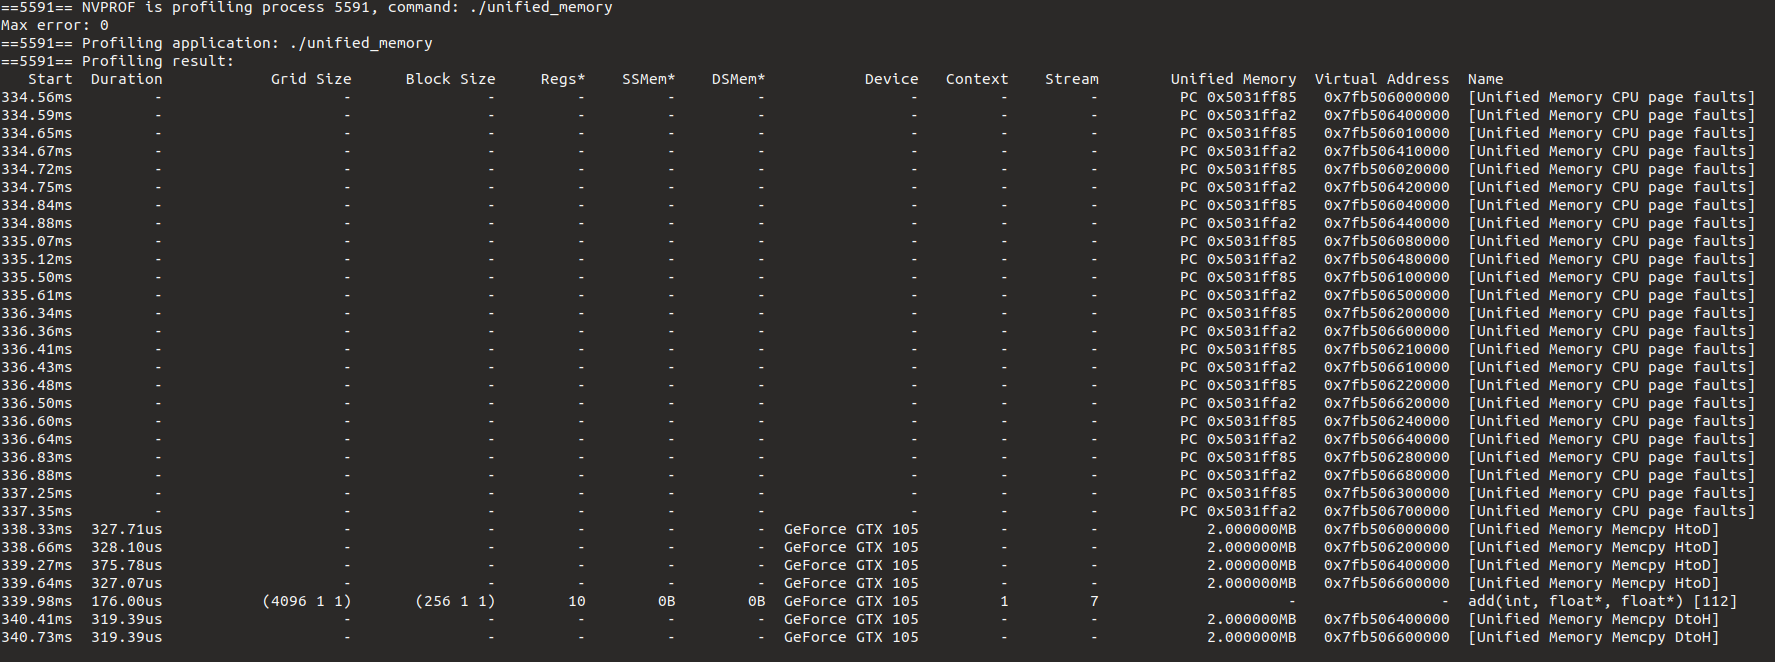 ==5591== NVPROF is profiling process 5591, command: ./unified_memory
Max error: 0
==5591== Profiling application: ./unified_memory
==5591== Profiling result:
   Start  Duration            Grid Size      Block Size     Regs*    SSMem*    DSMem*           Device   Context    Stream        Unified Memory  Virtual Address  Name
334.56ms         -                    -               -         -         -         -                -         -         -         PC 0x5031ff85   0x7fb506000000  [Unified Memory CPU page faults]
334.59ms         -                    -               -         -         -         -                -         -         -         PC 0x5031ffa2   0x7fb506400000  [Unified Memory CPU page faults]
334.65ms         -                    -               -         -         -         -                -         -         -         PC 0x5031ff85   0x7fb506010000  [Unified Memory CPU page faults]
334.67ms         -                    -               -         -         -         -                -         -         -         PC 0x5031ffa2   0x7fb506410000  [Unified Memory CPU page faults]
334.72ms         -                    -               -         -         -         -                -         -         -         PC 0x5031ff85   0x7fb506020000  [Unified Memory CPU page faults]
334.75ms         -                    -               -         -         -         -                -         -         -         PC 0x5031ffa2   0x7fb506420000  [Unified Memory CPU page faults]
334.84ms         -                    -               -         -         -         -                -         -         -         PC 0x5031ff85   0x7fb506040000  [Unified Memory CPU page faults]
334.88ms         -                    -               -         -         -         -                -         -         -         PC 0x5031ffa2   0x7fb506440000  [Unified Memory CPU page faults]
335.07ms         -                    -               -         -         -         -                -         -         -         PC 0x5031ff85   0x7fb506080000  [Unified Memory CPU page faults]
335.12ms         -                    -               -         -         -         -                -         -         -         PC 0x5031ffa2   0x7fb506480000  [Unified Memory CPU page faults]
335.50ms         -                    -               -         -         -         -                -         -         -         PC 0x5031ff85   0x7fb506100000  [Unified Memory CPU page faults]
335.61ms         -                    -               -         -         -         -                -         -         -         PC 0x5031ffa2   0x7fb506500000  [Unified Memory CPU page faults]
336.34ms         -                    -               -         -         -         -                -         -         -         PC 0x5031ff85   0x7fb506200000  [Unified Memory CPU page faults]
336.36ms         -                    -               -         -         -         -                -         -         -         PC 0x5031ffa2   0x7fb506600000  [Unified Memory CPU page faults]
336.41ms         -                    -               -         -         -         -                -         -         -         PC 0x5031ff85   0x7fb506210000  [Unified Memory CPU page faults]
336.43ms         -                    -               -         -         -         -                -         -         -         PC 0x5031ffa2   0x7fb506610000  [Unified Memory CPU page faults]
336.48ms         -                    -               -         -         -         -                -         -         -         PC 0x5031ff85   0x7fb506220000  [Unified Memory CPU page faults]
336.50ms         -                    -               -         -         -         -                -         -         -         PC 0x5031ffa2   0x7fb506620000  [Unified Memory CPU page faults]
336.60ms         -                    -               -         -         -         -                -         -         -         PC 0x5031ff85   0x7fb506240000  [Unified Memory CPU page faults]
336.64ms         -                    -               -         -         -         -                -         -         -         PC 0x5031ffa2   0x7fb506640000  [Unified Memory CPU page faults]
336.83ms         -                    -               -         -         -         -                -         -         -         PC 0x5031ff85   0x7fb506280000  [Unified Memory CPU page faults]
336.88ms         -                    -               -         -         -         -                -         -         -         PC 0x5031ffa2   0x7fb506680000  [Unified Memory CPU page faults]
337.25ms         -                    -               -         -         -         -                -         -         -         PC 0x5031ff85   0x7fb506300000  [Unified Memory CPU page faults]
337.35ms         -                    -               -         -         -         -                -         -         -         PC 0x5031ffa2   0x7fb506700000  [Unified Memory CPU page faults]
338.33ms  327.71us                    -               -         -         -         -  GeForce GTX 105         -         -            2.000000MB   0x7fb506000000  [Unified Memory Memcpy HtoD]
338.66ms  328.10us                    -               -         -         -         -  GeForce GTX 105         -         -            2.000000MB   0x7fb506200000  [Unified Memory Memcpy HtoD]
339.27ms  375.78us                    -               -         -         -         -  GeForce GTX 105         -         -            2.000000MB   0x7fb506400000  [Unified Memory Memcpy HtoD]
339.64ms  327.07us                    -               -         -         -         -  GeForce GTX 105         -         -            2.000000MB   0x7fb506600000  [Unified Memory Memcpy HtoD]
339.98ms  176.00us           (4096 1 1)       (256 1 1)        10        0B        0B  GeForce GTX 105         1         7                     -                -  add(int, float*, float*) [112]
340.41ms  319.39us                    -               -         -         -         -  GeForce GTX 105         -         -            2.000000MB   0x7fb506400000  [Unified Memory Memcpy DtoH]
340.73ms  319.39us                    -               -         -         -         -  GeForce GTX 105         -         -            2.000000MB   0x7fb506600000  [Unified Memory Memcpy DtoH]